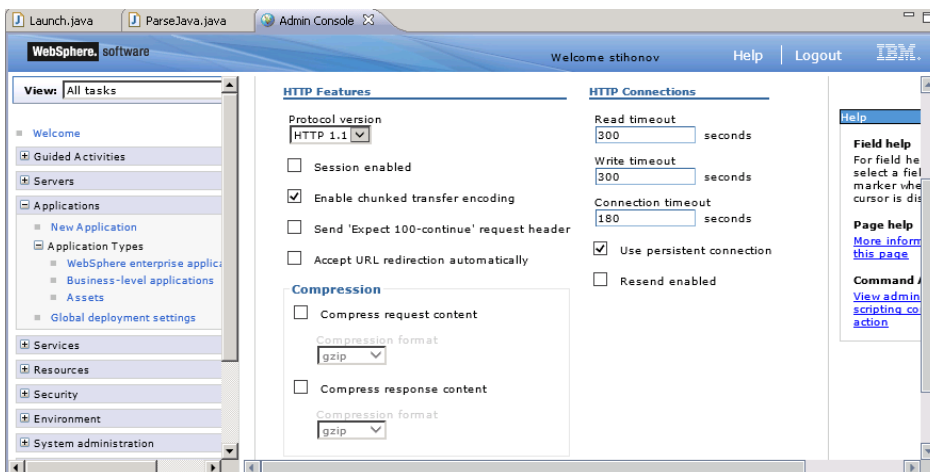 Launch.java
ParseJava.java
Admin Console
WebSphere. software
Welcome stihonov
Help
Logout
IBM.
View: All tasks
Welcome
Guided Activities
Servers
Applications
New Application
Application Types
WebSphere enterprise applica
Business-level applications
Assets
Global deployment settings
Services
Resources
Security
Environment
System administration
HTTP Features
Protocol version
HTTP 1.1
Session enabled
Enable chunked transfer encoding
Send 'Expect 100-continue' request header
Accept URL redirection automatically
Compression
Compress request content
Compression format
gzip
Compress response content
Compression format
gzip
HTTP Connections
Read timeout
300 seconds
Write timeout
300 seconds
Connection timeout
180 seconds
Use persistent connection
Resend enabled
Help
Field help
For field he
select a fiel
marker whe
cursor is dis
Page help
More inform
this page
Command A
View admin
scripting co
action